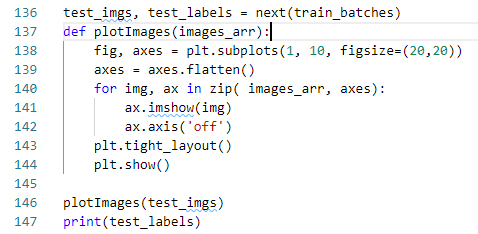 136 test_imgs, test_labels = next(train_batches)
137 def plotImages(images_arr):
138     fig, axes = plt.subplots(1, 10, figsize=(20,20))
139     axes = axes.flatten()
140     for img, ax in zip( images_arr, axes):
141         ax.imshow(img)
142         ax.axis('off')
143     plt.tight_layout()
144     plt.show()
145
146 plotImages(test_imgs)
147 print(test_labels)